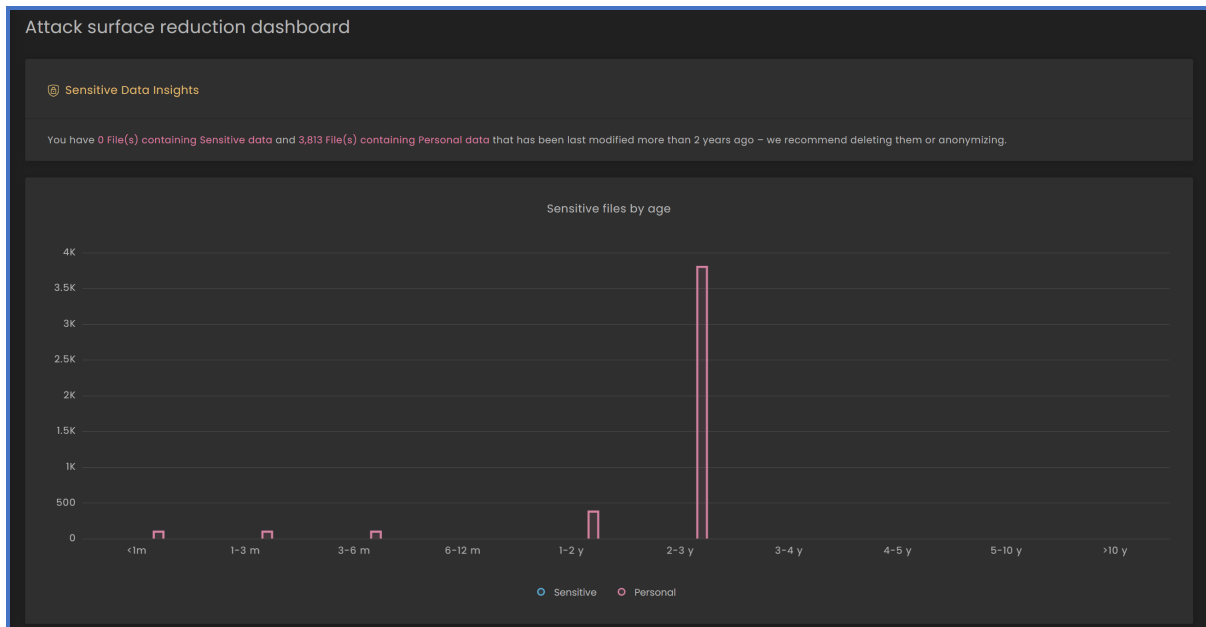 Attack surface reduction dashboard
Sensitive Data Insights
You have 0 File(s) containing Sensitive data and 3,813 File(s) containing Personal data that has been last modified more than 2 years ago – we recommend deleting them or anonymizing.
Sensitive files by age
4K
3.5K
3K
2.5K
2K
1.5K
1K
500
0
<1m 1-3 m 3-6 m 6-12 m 1-2 y 2-3 y 3-4 y 4-5 y 5-10 y >10 y
Sensitive Personal